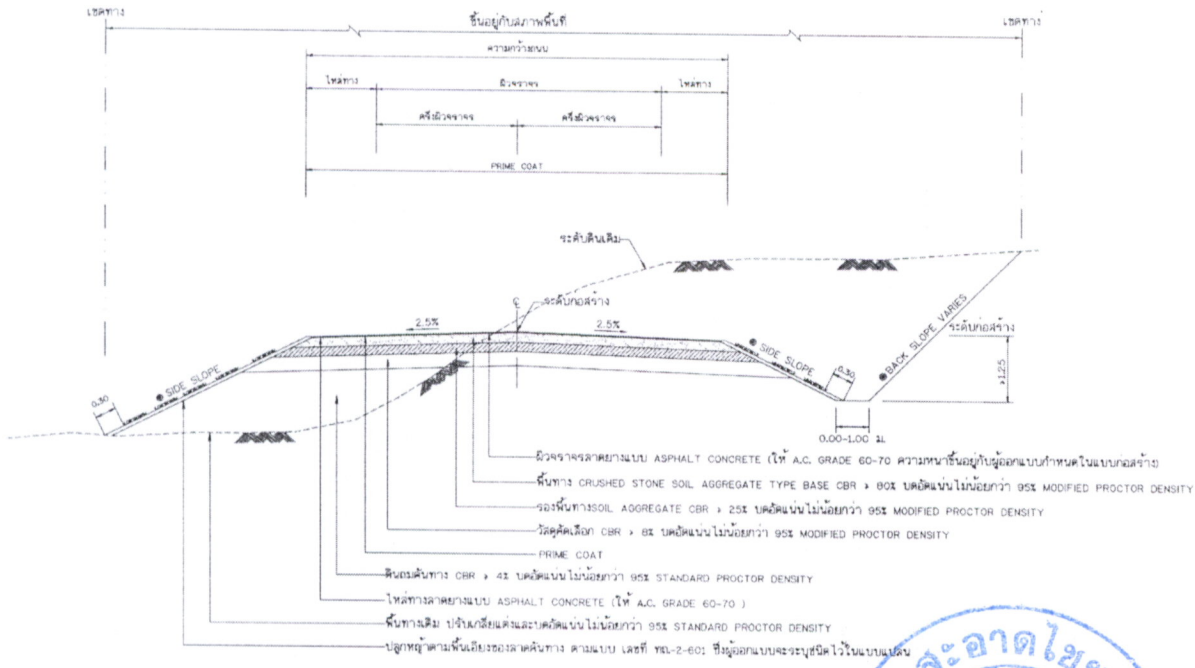 เขตทาง
ขึ้นอยู่กับสภาพพื้นที่
เขตทาง
ความกว้างถนน
ไหล่ทาง
ผิวจราจร
ไหล่ทาง
ครึ่งผิวจราจร
ครึ่งผิวจราจร
PRIME COAT
ระดับดินเดิม
ระดับก่อสร้าง
2.5%
2.5%
SIDE SLOPE
SIDE SLOPE
BACK SLOPE VARIES
ระดับก่อสร้าง
0.30
0.30
>1.25
0.00-1.00 ม.
ผิวจราจรลาดยางแบบ ASPHALT CONCRETE (ให้ A.C. GRADE 60-70 ความหนาขึ้นอยู่กับผู้ออกแบบกำหนดในแบบก่อสร้าง)
พื้นทาง CRUSHED STONE SOIL AGGREGATE TYPE BASE CBR > 80% บดอัดแน่นไม่น้อยกว่า 95% MODIFIED PROCTOR DENSITY
รองพื้นทางSOIL AGGREGATE CBR > 25% บดอัดแน่นไม่น้อยกว่า 95% MODIFIED PROCTOR DENSITY
วัสดุคัดเลือก CBR > 8% บดอัดแน่นไม่น้อยกว่า 95% MODIFIED PROCTOR DENSITY
PRIME COAT
ดินถมคันทาง CBR > 4% บดอัดแน่นไม่น้อยกว่า 95% STANDARD PROCTOR DENSITY
ไหล่ทางลาดยางแบบ ASPHALT CONCRETE (ให้ A.C. GRADE 60-70 )
พื้นทางเดิม ปรับเกลี่ยแต่งและบดอัดแน่นไม่น้อยกว่า 95% STANDARD PROCTOR DENSITY
ปลูกหญ้าตามพื้นเอียงของลาดคันทาง ตามแบบ เลขที่ ทถ-2-601 ซึ่งผู้ออกแบบจะระบุชนิดไว้ในแบบแปลน